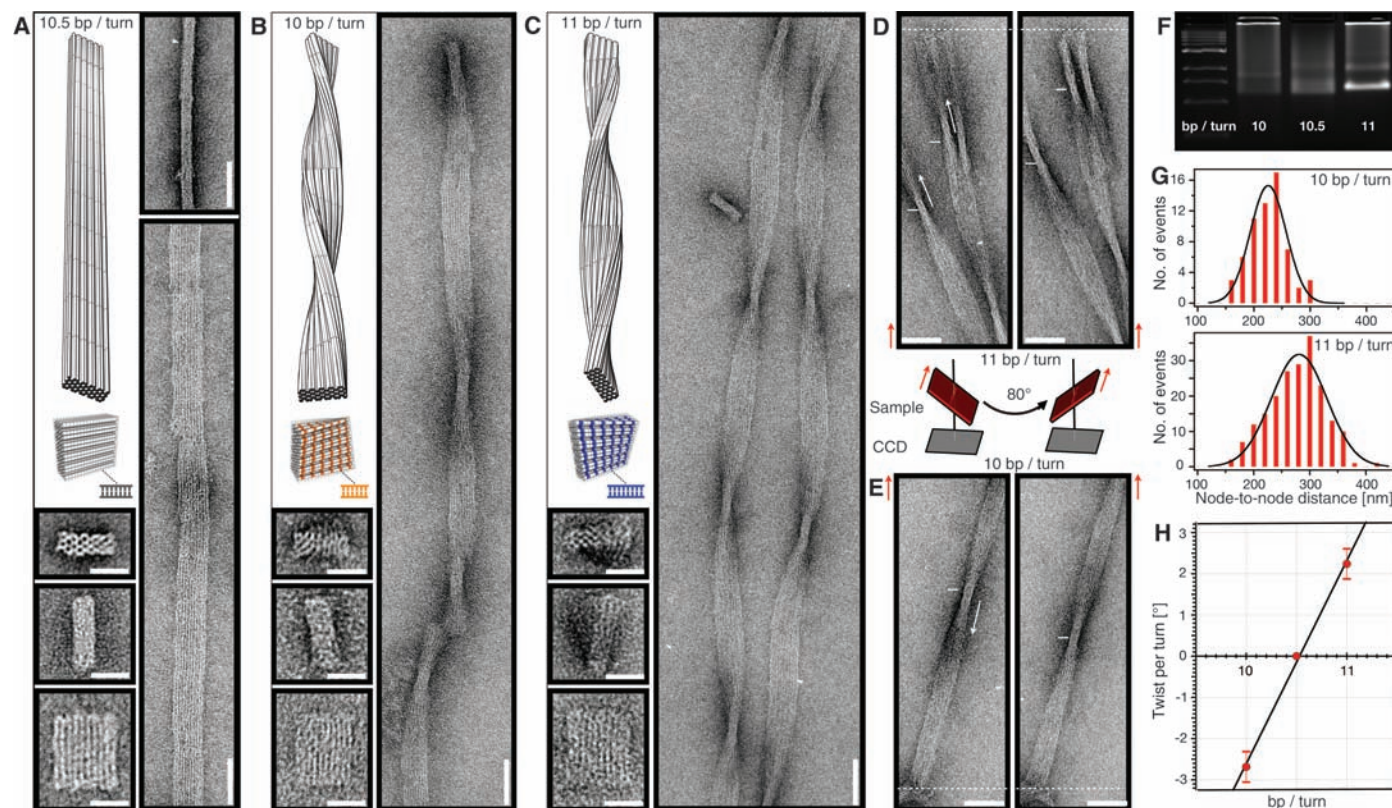 A
10.5 bp / turn
B
10 bp / turn
C
11 bp / turn
D
11 bp / turn
Sample
80°
CCD
10 bp / turn
E
F
bp / turn 10 10.5 11
G
10 bp / turn
No. of events
16
12
8
4
0
100 200 300 400
11 bp / turn
No. of events
30
20
10
0
100 200 300 400
Node-to-node distance [nm]
H
Twist per turn [°]
3
2
1
0
-1
-2
-3
10 11
bp / turn